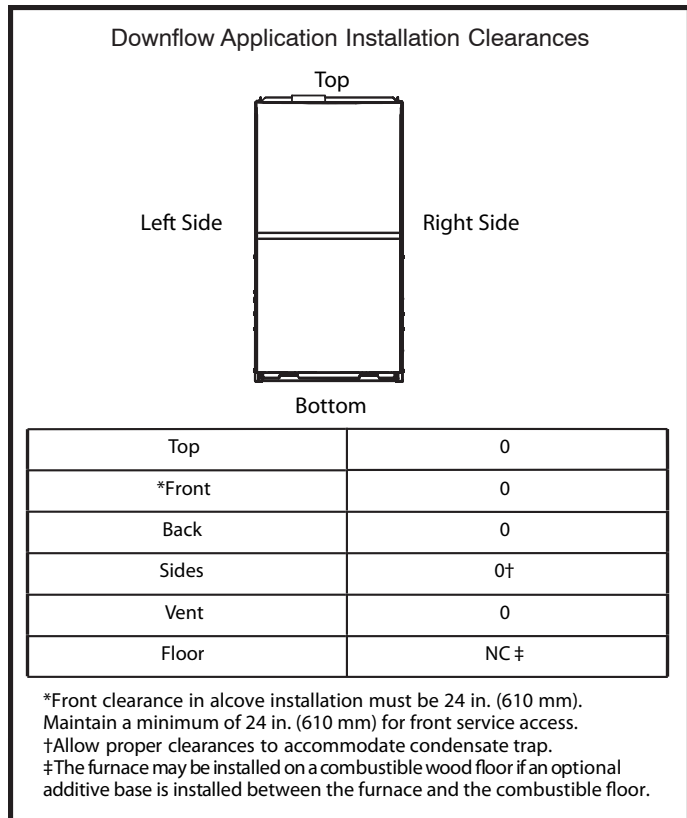 Downflow Application Installation Clearances
Top
Left Side Right Side
Bottom
Top 0
*Front 0
Back 0
Sides 0†
Vent 0
Floor NC ‡
*Front clearance in alcove installation must be 24 in. (610 mm).
Maintain a minimum of 24 in. (610 mm) for front service access.
†Allow proper clearances to accommodate condensate trap.
‡The furnace may be installed on a combustible wood floor if an optional
additive base is installed between the furnace and the combustible floor.